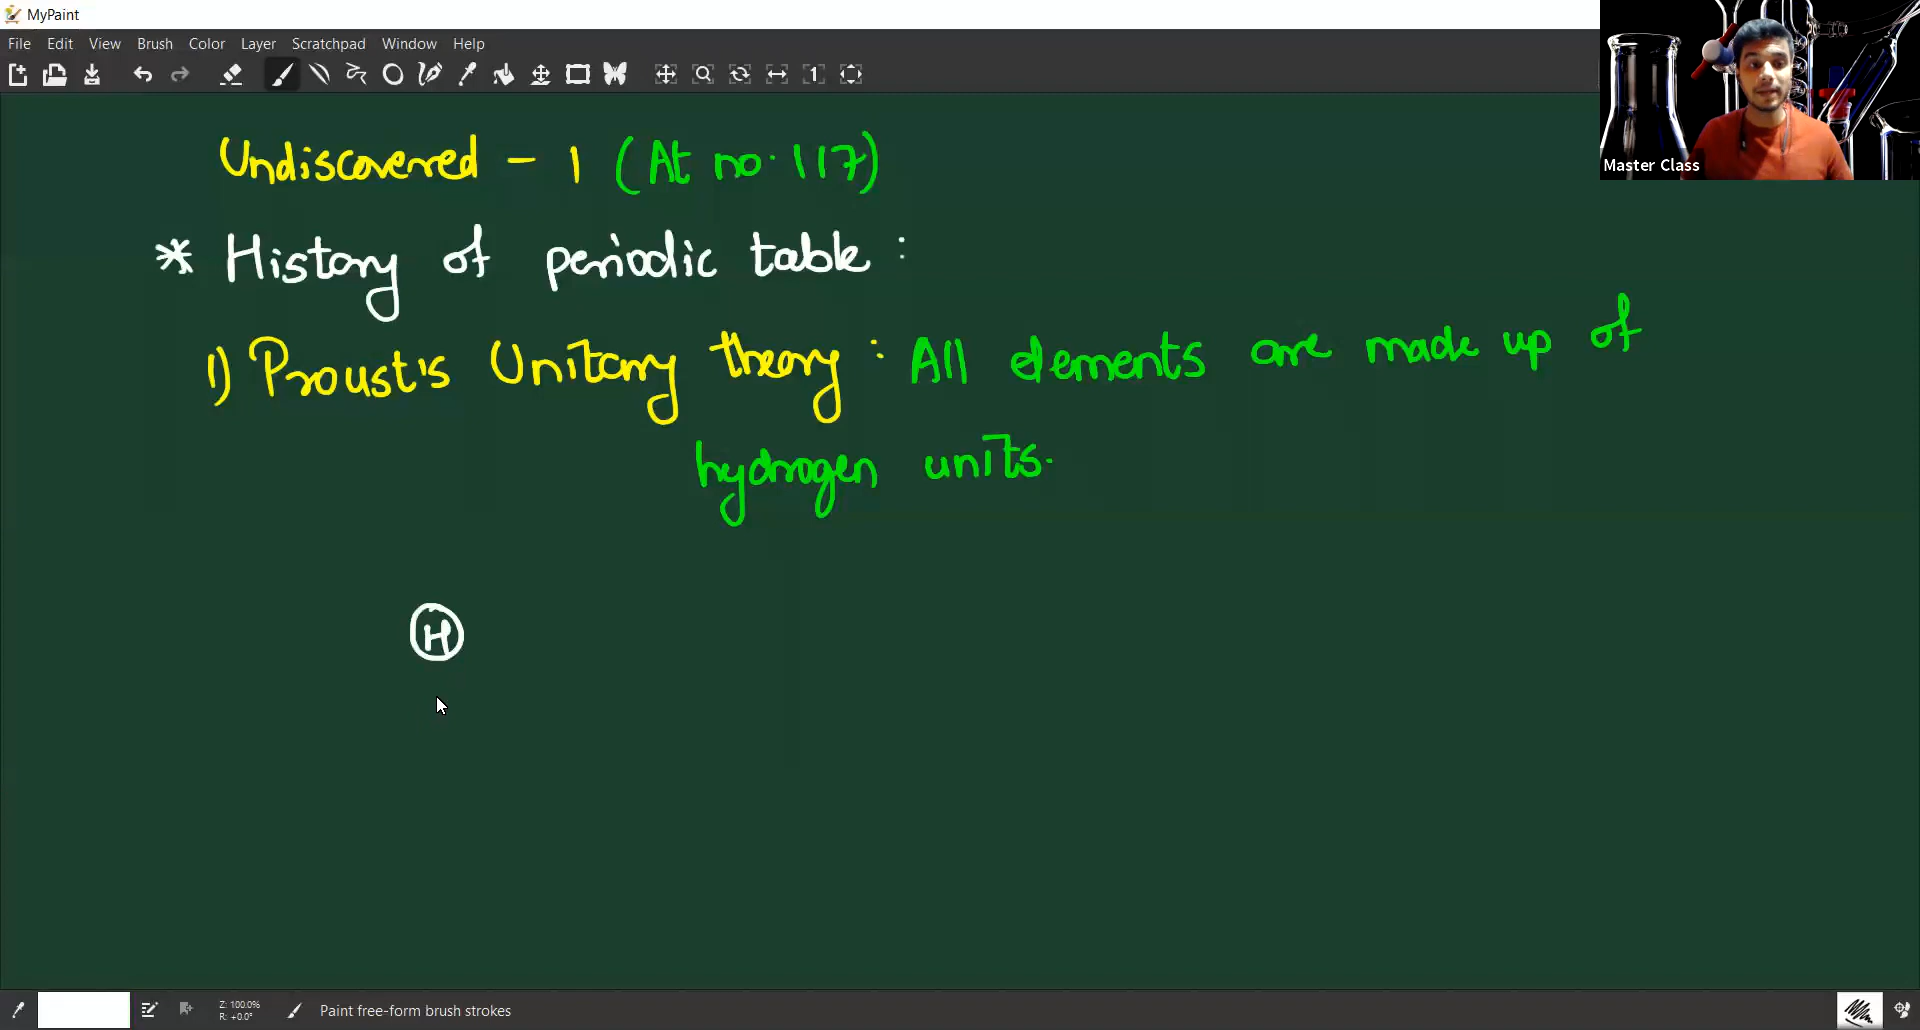 MyPaint
File Edit View Brush Color Layer Scratchpad Window Help
Master Class
Undiscovered - 1 (At no. 117)
* History of periodic table :
1) Proust's Unitary theory : All elements are made up of
hydrogen units.
H
Z: 100.0%
R: +0.0°
Paint free-form brush strokes